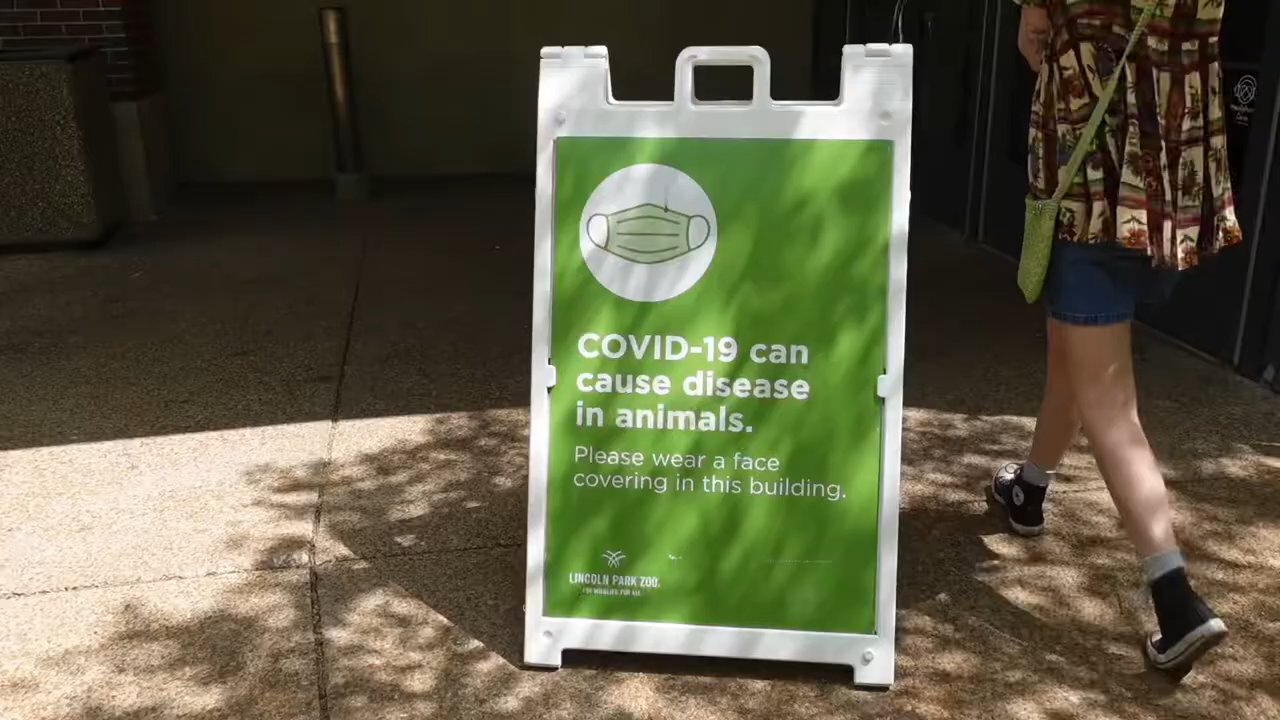 COVID-19 can
cause disease
in animals.
Please wear a face
covering in this building.
LINCOLN PARK ZOO.
FOR WILDLIFE. FOR ALL.